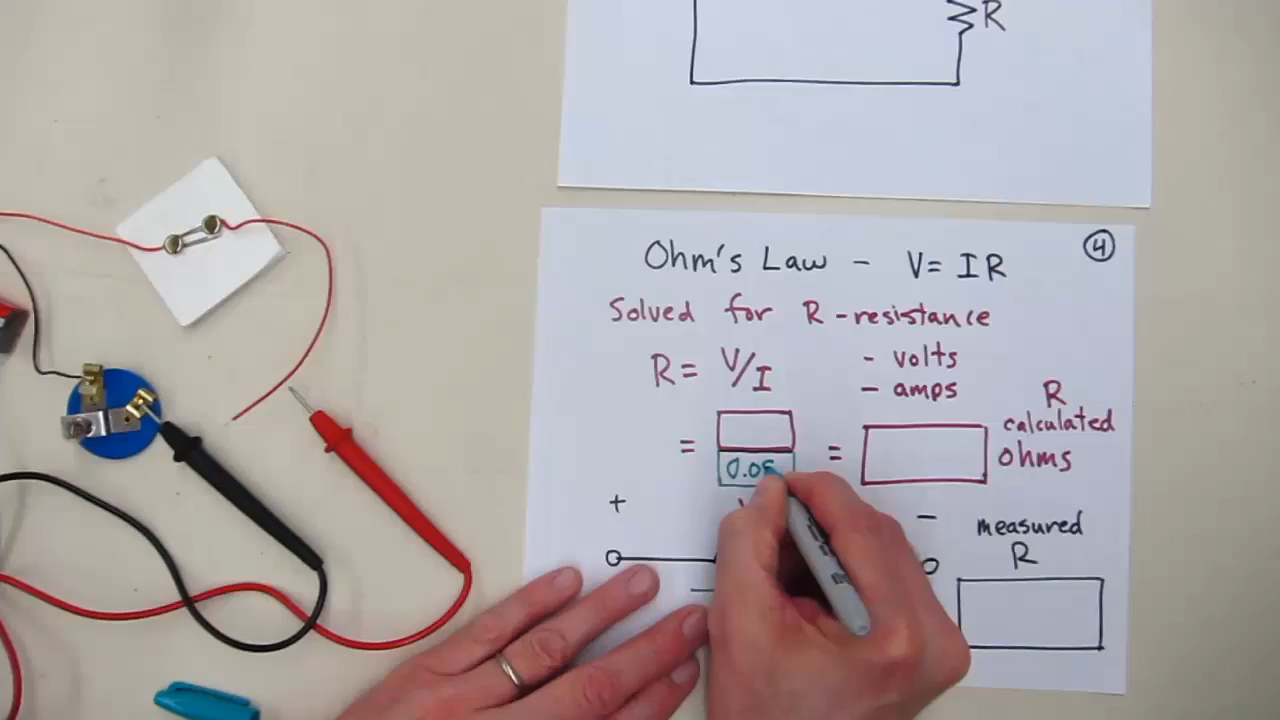 R
Ohm's Law - V= IR
4
Solved for R-resistance
R= V/I
- volts
- amps
R
calculated
ohms
=
=
+
-
measured
R